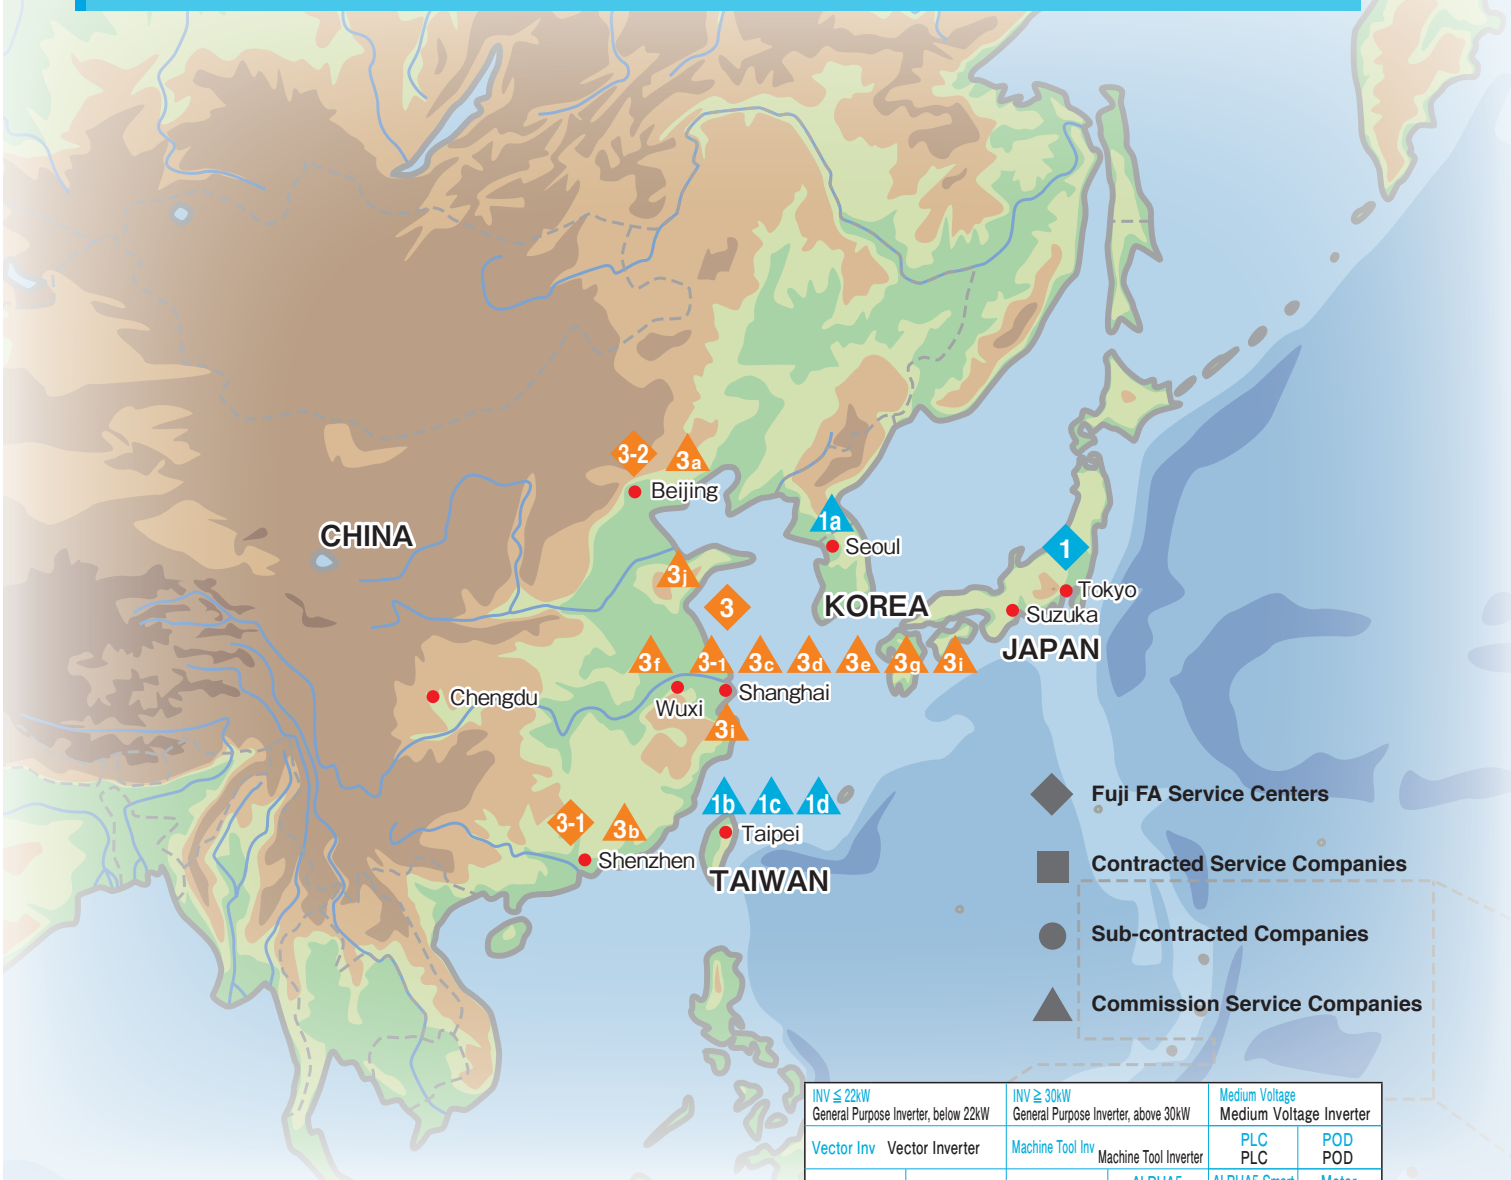 3-2
3a
Beijing
CHINA
1a
Seoul
1
3j
Tokyo
3
KOREA
Suzuka
JAPAN
3f
3-1
3c
3d
3e
3g
3i
Chengdu
Wuxi
Shanghai
3i
1b
1c
1d
3-1
3b
Taipei
Shenzhen
TAIWAN
Fuji FA Service Centers
Contracted Service Companies
Sub-contracted Companies
Commission Service Companies
INV ≦ 22kW
General Purpose Inverter, below 22kW
INV ≧ 30kW
General Purpose Inverter, above 30kW
Medium Voltage
Medium Voltage Inverter
Vector Inv Vector Inverter
Machine Tool Inv Machine Tool Inverter
PLC
PLC
POD
POD
ALPHA5
ALPHA5 Smart
Motor